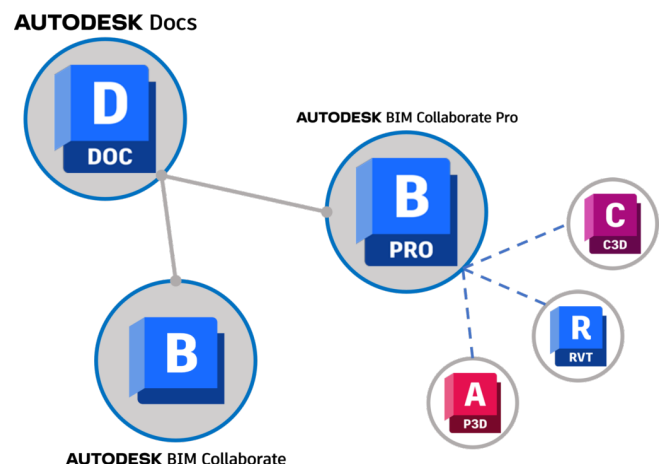 AUTODESK Docs
D
DOC
AUTODESK BIM Collaborate Pro
B
PRO
C
C3D
R
RVT
A
P3D
B
AUTODESK BIM Collaborate